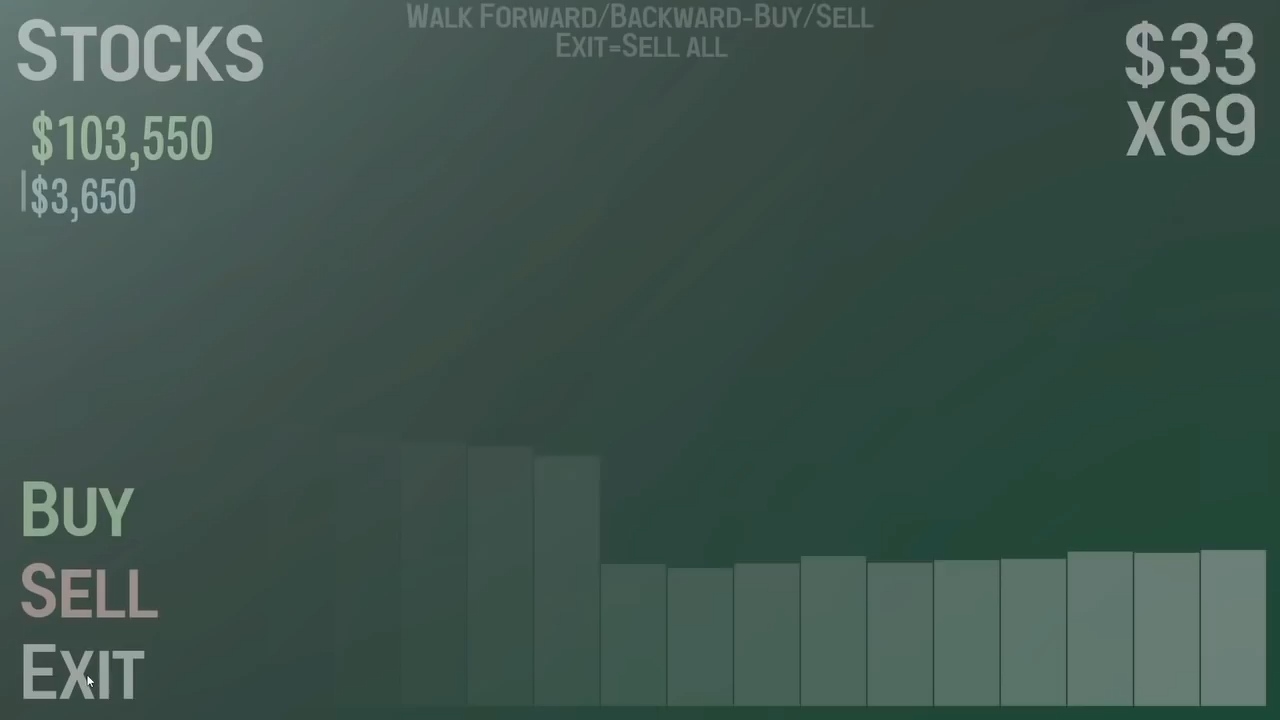 WALK FORWARD/BACKWARD-BUY/SELL
EXIT=SELL ALL
STOCKS
$103,550
$3,650
$33
X69
BUY
SELL
EXIT